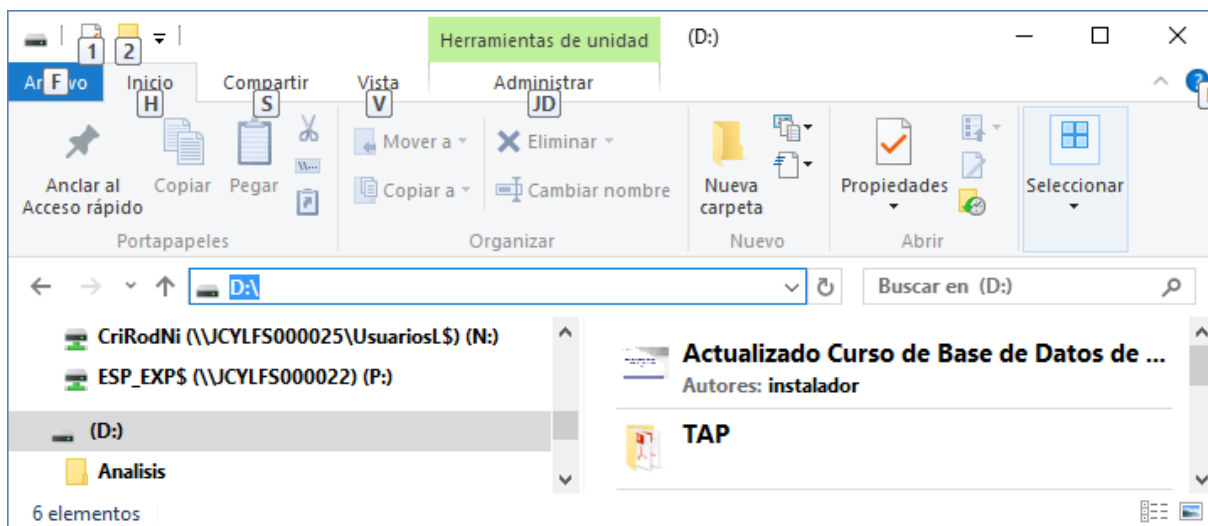 1 2 Herramientas de unidad (D:)
Archivo Inicio Compartir Vista Administrar
F H S V JD
Anclar al Acceso rápido
Copiar
Pegar
Mover a
Copiar a
Eliminar
Cambiar nombre
Nueva carpeta
Propiedades
Seleccionar
Portapapeles Organizar Nuevo Abrir
D:\ Buscar en (D:)
CriRodNi (\\JCYLFS000025\UsuariosL$) (N:)
ESP_EXP$ (\\JCYLFS000022) (P:)
(D:)
Analisis
Actualizado Curso de Base de Datos de ...
Autores: instalador
TAP
6 elementos